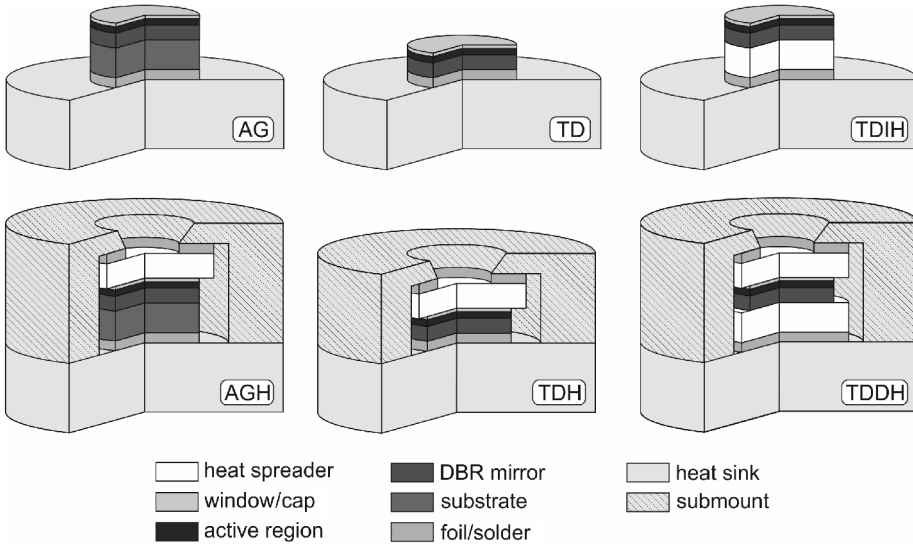 AG
TD
TDIH
AGH
TDH
TDDH
heat spreader
DBR mirror
heat sink
window/cap
substrate
submount
active region
foil/solder